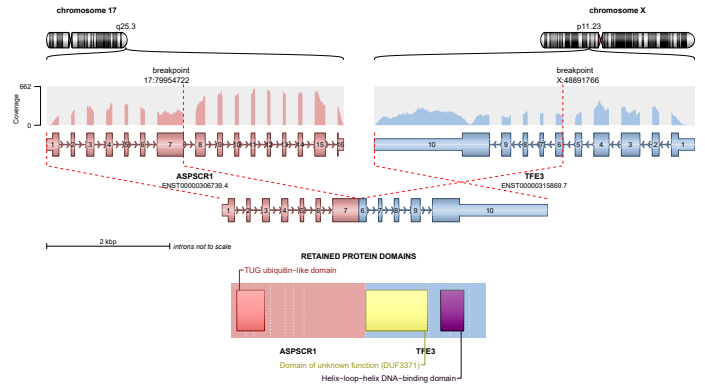 chromosome 17
chromosome X
q25.3
p11.23
breakpoint
17:79954722
breakpoint
X:48891766
662
0
Coverage
1 2 3 4 5 6 7 8 9 10 11 12 13 14 15 16
10 9 8 7 6 5 4 3 2 1
ASPSCR1
ENST00000306739.4
TFE3
ENST00000315869.7
1 2 3 4 5 6 7 6 7 8 9 10
2 kbp
introns not to scale
RETAINED PROTEIN DOMAINS
TUG ubiquitin−like domain
ASPSCR1
TFE3
Domain of unknown function (DUF3371)
Helix−loop−helix DNA−binding domain